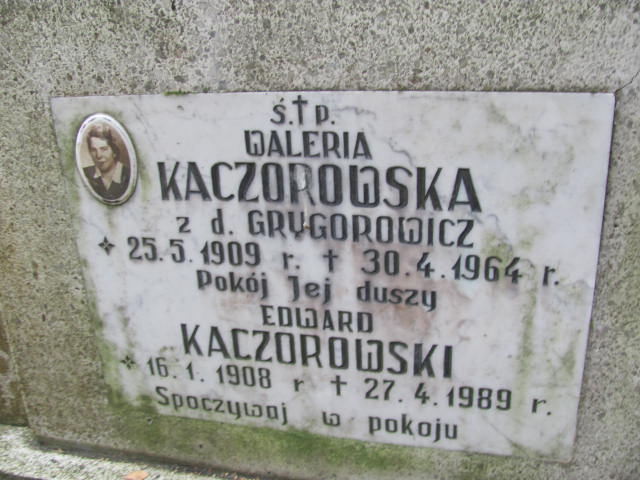 Ś.†P.
WALERIA
KACZOROWSKA
z d. GRYGOROWICZ
✥ 25.5.1909 r. † 30.4.1964 r.
Pokój Jej duszy
EDWARD
KACZOROWSKI
✥ 16.1.1908 r † 27.4.1989 r.
Spoczywaj w pokoju